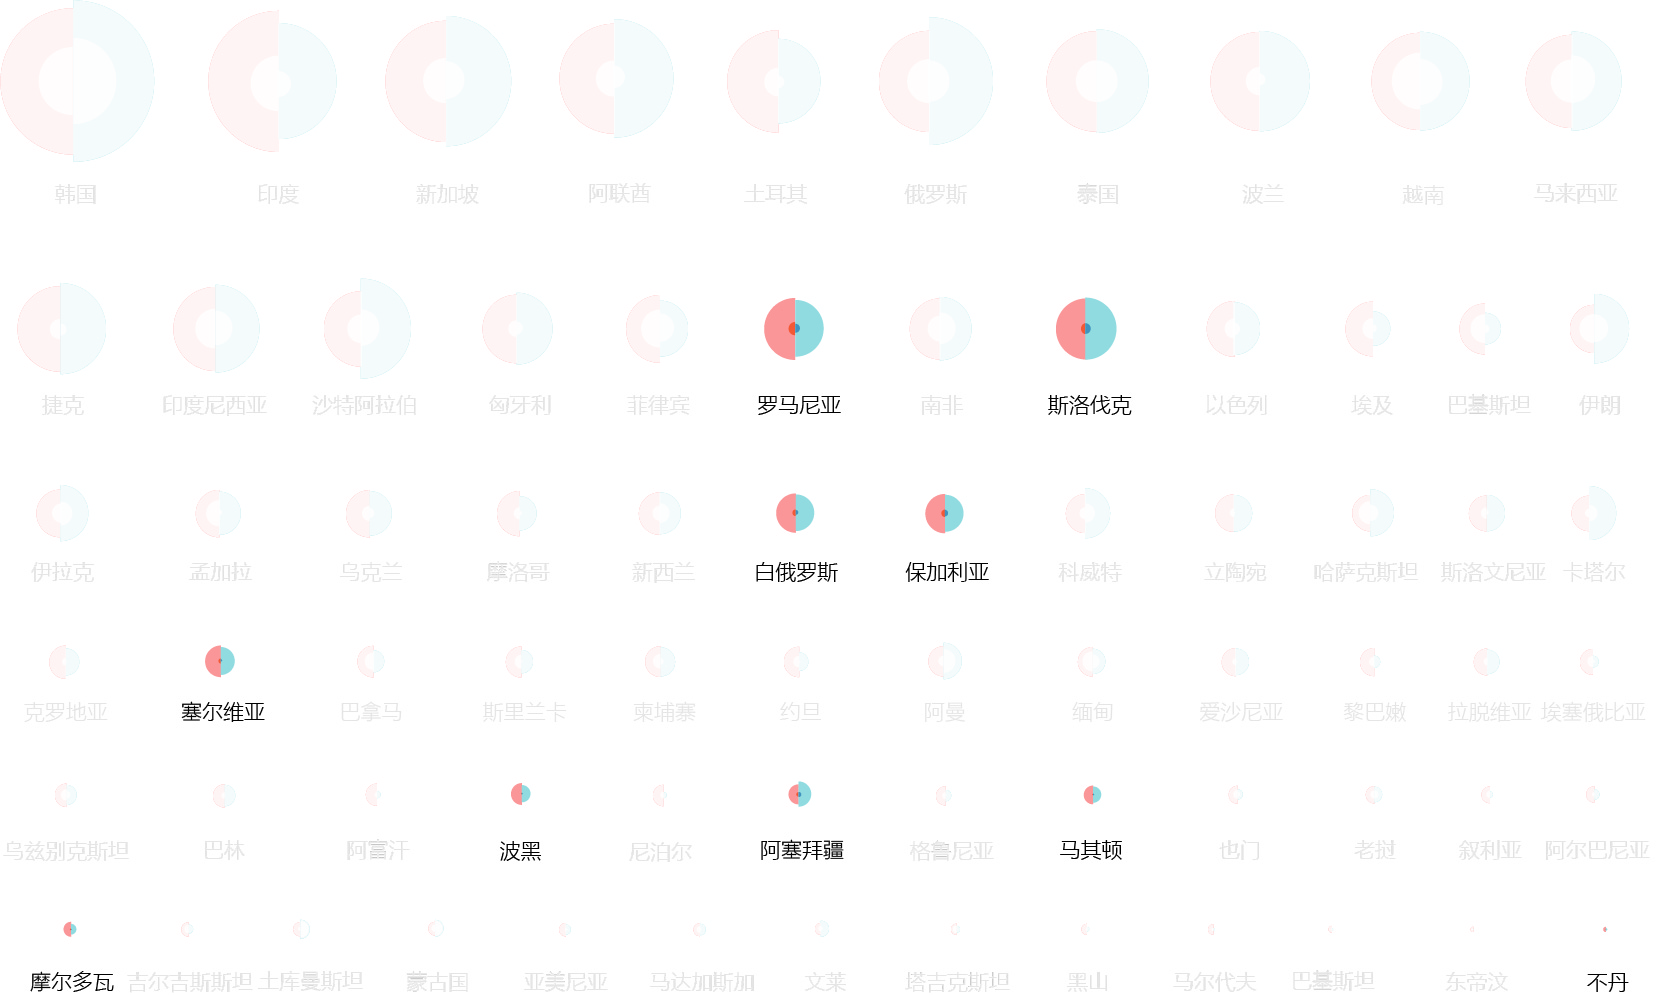 韩国 印度 新加坡 阿联酋 土耳其 俄罗斯 泰国 波兰 越南 马来西亚
捷克 印度尼西亚 沙特阿拉伯 匈牙利 菲律宾 罗马尼亚 南非 斯洛伐克 以色列 埃及 巴基斯坦 伊朗
伊拉克 孟加拉 乌克兰 摩洛哥 新西兰 白俄罗斯 保加利亚 科威特 立陶宛 哈萨克斯坦 斯洛文尼亚 卡塔尔
克罗地亚 塞尔维亚 巴拿马 斯里兰卡 柬埔寨 约旦 阿曼 缅甸 爱沙尼亚 黎巴嫩 拉脱维亚 埃塞俄比亚
乌兹别克斯坦 巴林 阿富汗 波黑 尼泊尔 阿塞拜疆 格鲁尼亚 马其顿 也门 老挝 叙利亚 阿尔巴尼亚
摩尔多瓦 吉尔吉斯斯坦 土库曼斯坦 蒙古国 亚美尼亚 马达加斯加 文莱 塔吉克斯坦 黑山 马尔代夫 巴基斯坦 东帝汶 不丹